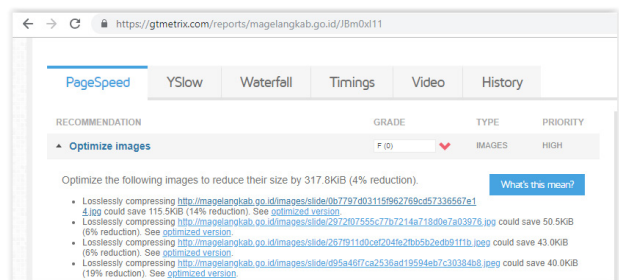 https://gtmetrix.com/reports/magelangkab.go.id/JBm0xl11
PageSpeed YSlow Waterfall Timings Video History
RECOMMENDATION GRADE TYPE PRIORITY
Optimize images F (0) IMAGES HIGH
Optimize the following images to reduce their size by 317.8KiB (4% reduction).
What's this mean?
Losslessly compressing http://magelangkab.go.id/images/slide/0b7797d03115f962769cd57336567e1
4.jpg could save 115.5KiB (14% reduction). See optimized version.
Losslessly compressing http://magelangkab.go.id/images/slide/2972f07555c77b7214a718d0e7a03976.jpg could save 50.5KiB
(6% reduction). See optimized version.
Losslessly compressing http://magelangkab.go.id/images/slide/267f911d0cef204fe2fbb5b2edb91f1b.jpeg could save 43.0KiB
(6% reduction). See optimized version.
Losslessly compressing http://magelangkab.go.id/images/slide/d95a46f7ca2536ad19594eb7c30384b8.jpeg could save 40.0KiB
(19% reduction). See optimized version.